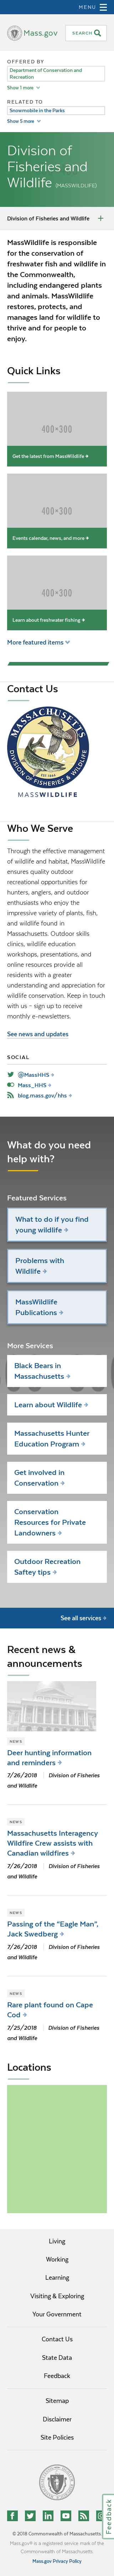 MENU
Mass.gov
SEARCH
OFFERED BY
Department of Conservation and
Recreation
Show 1 more
RELATED TO
Snowmobile in the Parks
Show 5 more
Division of
Fisheries and
Wildlife (MASSWILDLIFE)
Division of Fisheries and Wildlife
MassWildlife is responsible
for the conservation of
freshwater fish and wildlife in
the Commonwealth, including
endangered plants and
animals. MassWildlife
restores, protects, and
manages land for wildlife to
thrive and for people to
enjoy.
Quick Links
400×300
Get the latest from MassWildlife
400×300
Events calendar, news, and more
400×300
Learn about freshwater fishing
More featured items
Contact Us
MASSACHUSETTS
DIVISION OF FISHERIES AND WILDLIFE
MASSWILDLIFE
Who We Serve
Through the effective management
of wildlife and habitat, MassWildlife
ensures quality outdoor
recreational opportunities for
hunters, anglers, and outdoor
enthusiasts and for those who
enjoy the simple presence and
experience variety of plants, fish,
and wildlife found in
Massachusetts. Outdoor skills
clinics, wildlife education
workshops, presentations, and
online resources provide all
residents with a greater
understanding and appreciation
for wildlife conservation and
experience. Keep in touch
with us – sign up to receive
monthly e-newsletters.
See news and updates
SOCIAL
@MassHHS
Mass_HHS
blog.mass.gov/hhs
What do you need
help with?
Featured Services
What to do if you find
young wildlife
Problems with
Wildlife
MassWildlife
Publications
More Services
Black Bears in
Massachusetts
Learn about Wildlife
Massachusetts Hunter
Education Program
Get involved in
Conservation
Conservation
Resources for Private
Landowners
Outdoor Recreation
Saftey tips
See all services
Recent news &
announcements
NEWS
Deer hunting information
and reminders
7/26/2018 Division of Fisheries
and Wildlife
NEWS
Massachusetts Interagency
Wildfire Crew assists with
Canadian wildfires
7/26/2018 Division of Fisheries
and Wildlife
NEWS
Passing of the “Eagle Man”,
Jack Swedberg
7/26/2018 Division of Fisheries
and Wildlife
NEWS
Rare plant found on Cape
Cod
7/25/2018 Division of Fisheries
and Wildlife
Locations
Living
Working
Learning
Visiting & Exploring
Your Government
Contact Us
State Data
Feedback
Sitemap
Disclaimer
Site Policies
Feedback
© 2018 Commonwealth of Massachusetts.
Mass.gov® is a registered service mark of the
Commonwealth of Massachusetts.
Mass.gov Privacy Policy